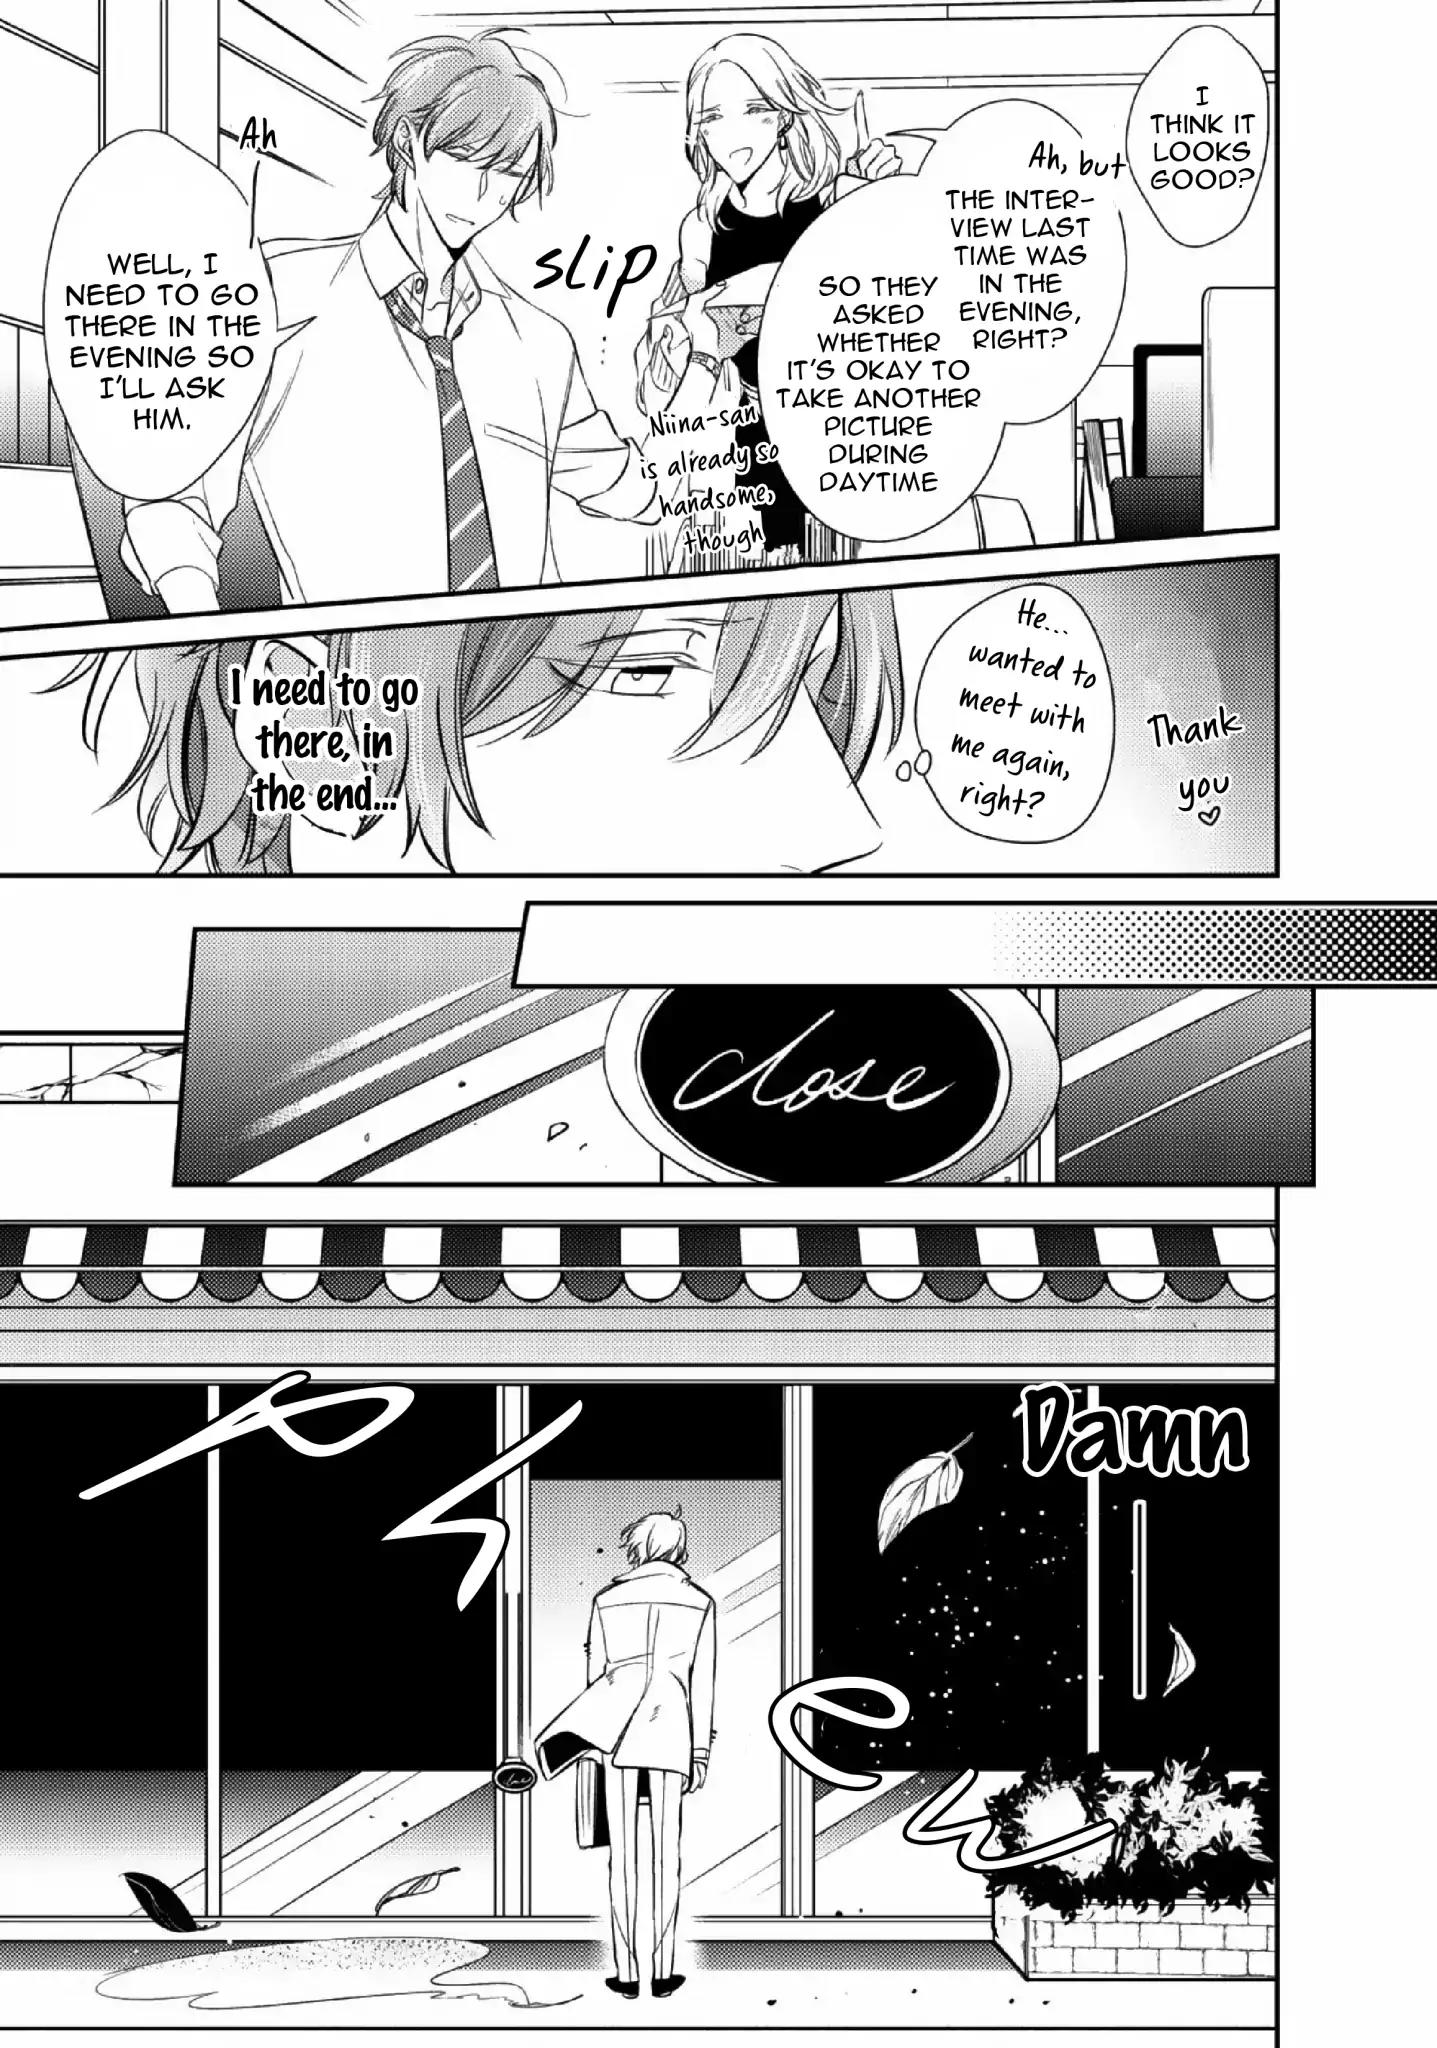 I
THINK IT
LOOKS
GOOD?
Ah, but
THE INTER-
VIEW LAST
TIME WAS
IN THE
EVENING,
RIGHT?
SO THEY
ASKED
WHETHER
IT'S OKAY TO
TAKE ANOTHER
PICTURE
DURING
DAYTIME
Niina-san
is already so
handsome,
though
SLIP
Ah
WELL, I
NEED TO GO
THERE IN THE
EVENING SO
I'LL ASK
HIM.
Thank
you
He...
wanted to
meet with
me again,
right?
I need to go
there, in
the end...
close
Damn
close